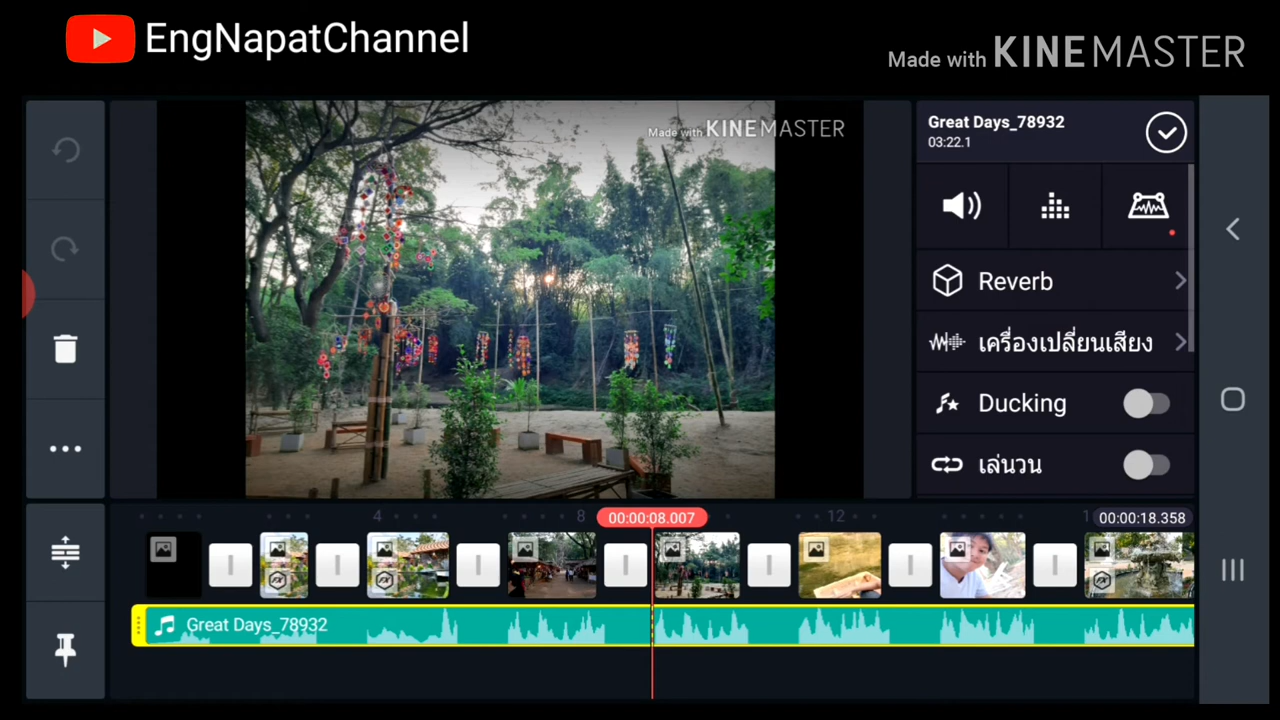 EngNapatChannel
Made with KINEMASTER
Made with KINEMASTER
Great Days_78932
03:22.1
Reverb
เครื่องเปลี่ยนเสียง
Ducking
เล่นวน
4
8
00:00:08.007
12
1
00:00:18.358
Great Days_78932